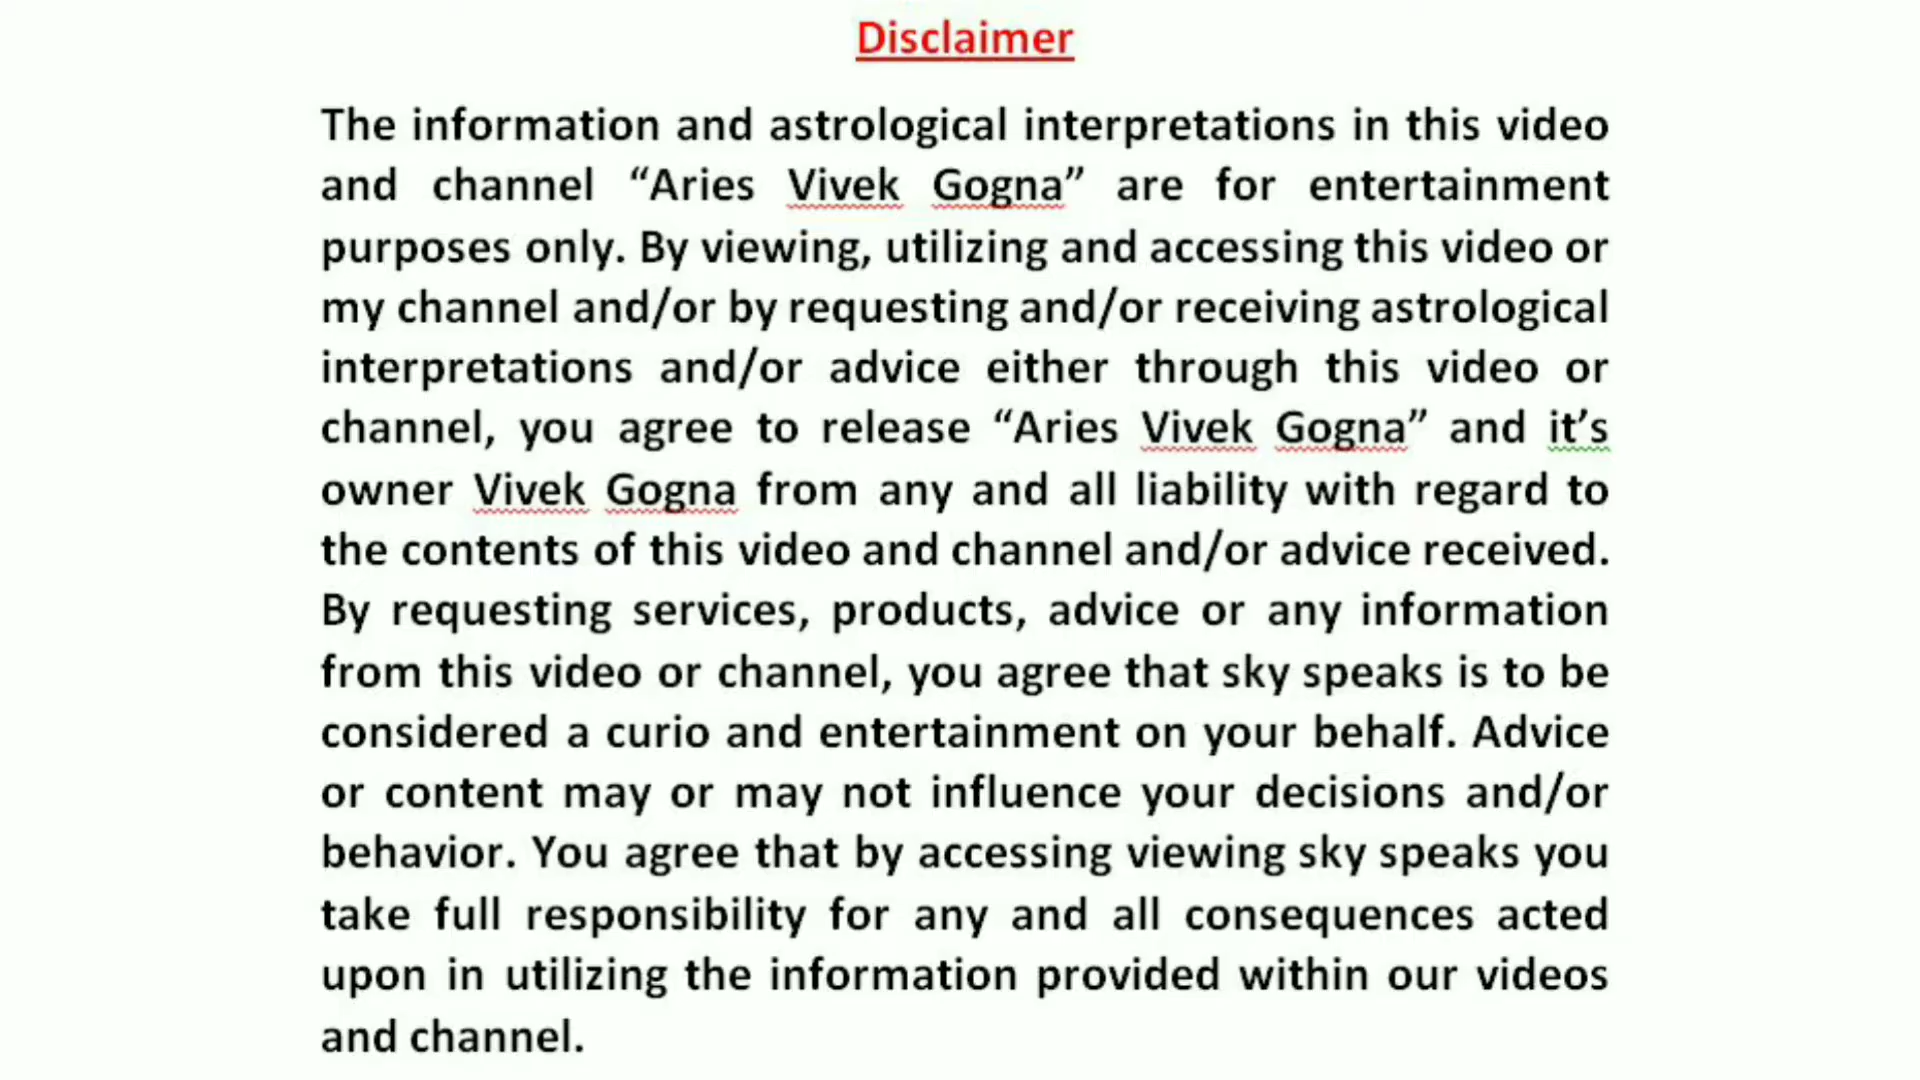 Disclaimer
The information and astrological interpretations in this video
and channel “Aries Vivek Gogna” are for entertainment
purposes only. By viewing, utilizing and accessing this video or
my channel and/or by requesting and/or receiving astrological
interpretations and/or advice either through this video or
channel, you agree to release “Aries Vivek Gogna” and it’s
owner Vivek Gogna from any and all liability with regard to
the contents of this video and channel and/or advice received.
By requesting services, products, advice or any information
from this video or channel, you agree that sky speaks is to be
considered a curio and entertainment on your behalf. Advice
or content may or may not influence your decisions and/or
behavior. You agree that by accessing viewing sky speaks you
take full responsibility for any and all consequences acted
upon in utilizing the information provided within our videos
and channel.